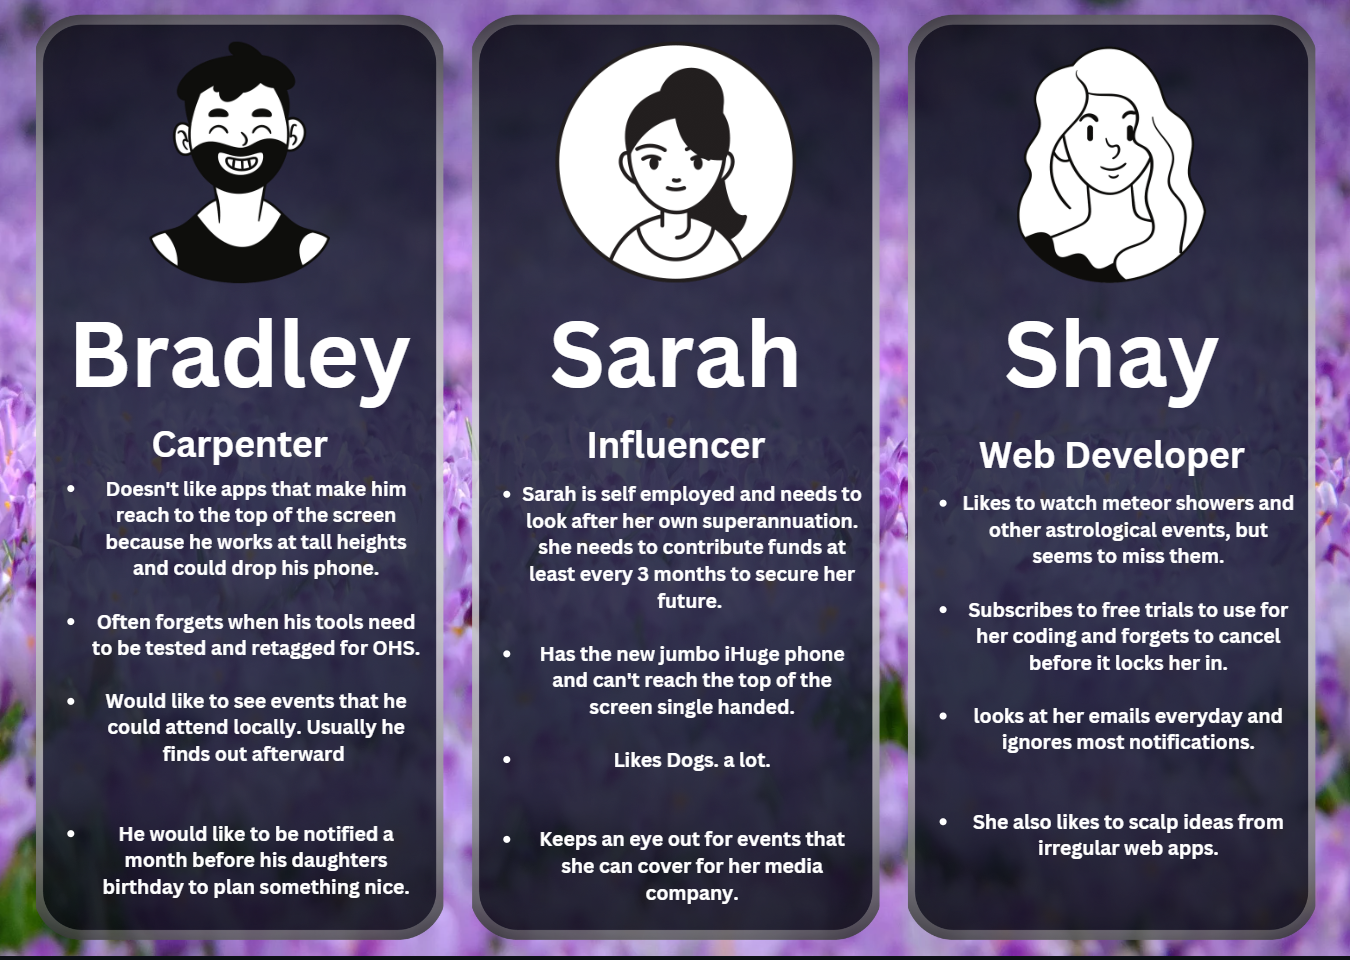 Bradley
Carpenter
• Doesn't like apps that make him
reach to the top of the screen
because he works at tall heights
and could drop his phone.
• Often forgets when his tools need
to be tested and retagged for OHS.
• Would like to see events that he
could attend locally. Usually he
finds out afterward
• He would like to be notified a
month before his daughters
birthday to plan something nice.
Sarah
Influencer
• Sarah is self employed and needs to
look after her own superannuation.
she needs to contribute funds at
least every 3 months to secure her
future.
• Has the new jumbo iHuge phone
and can't reach the top of the
screen single handed.
• Likes Dogs. a lot.
• Keeps an eye out for events that
she can cover for her media
company.
Shay
Web Developer
• Likes to watch meteor showers and
other astrological events, but
seems to miss them.
• Subscribes to free trials to use for
her coding and forgets to cancel
before it locks her in.
• looks at her emails everyday and
ignores most notifications.
• She also likes to scalp ideas from
irregular web apps.